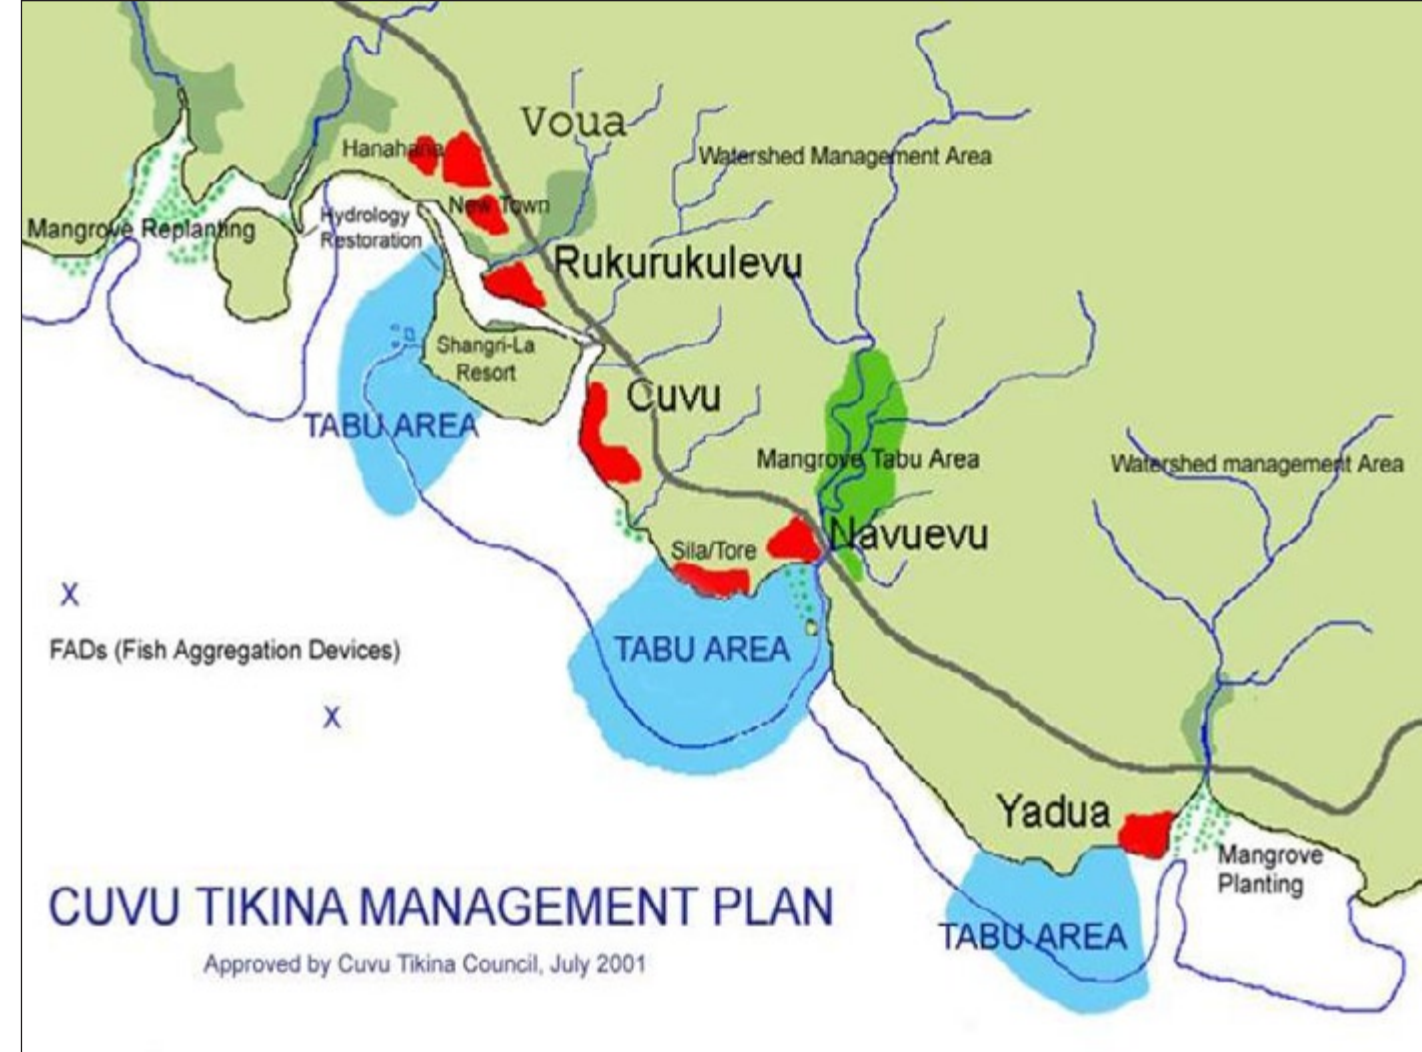 Voua
Hanahana
Watershed Management Area
New Town
Mangrove Replanting
Hydrology
Restoration
Rukurukulevu
Shangri-La
Resort
Cuvu
TABU AREA
Mangrove Tabu Area
Watershed management Area
Navuevu
Sila/Tore
X
FADs (Fish Aggregation Devices)
TABU AREA
X
Yadua
Mangrove
Planting
CUVU TIKINA MANAGEMENT PLAN
TABU AREA
Approved by Cuvu Tikina Council, July 2001